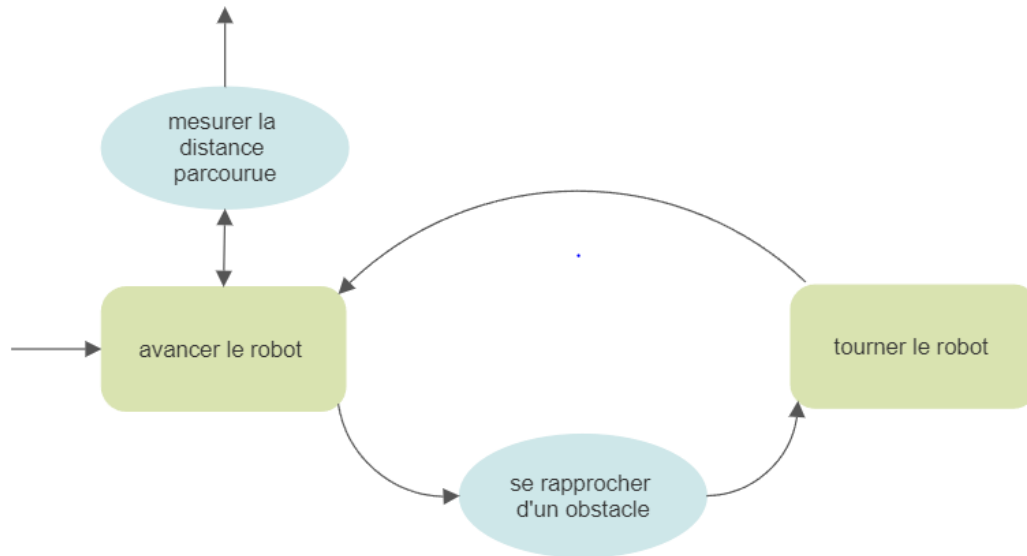 mesurer la
distance
parcourue
avancer le robot
tourner le robot
se rapprocher
d'un obstacle